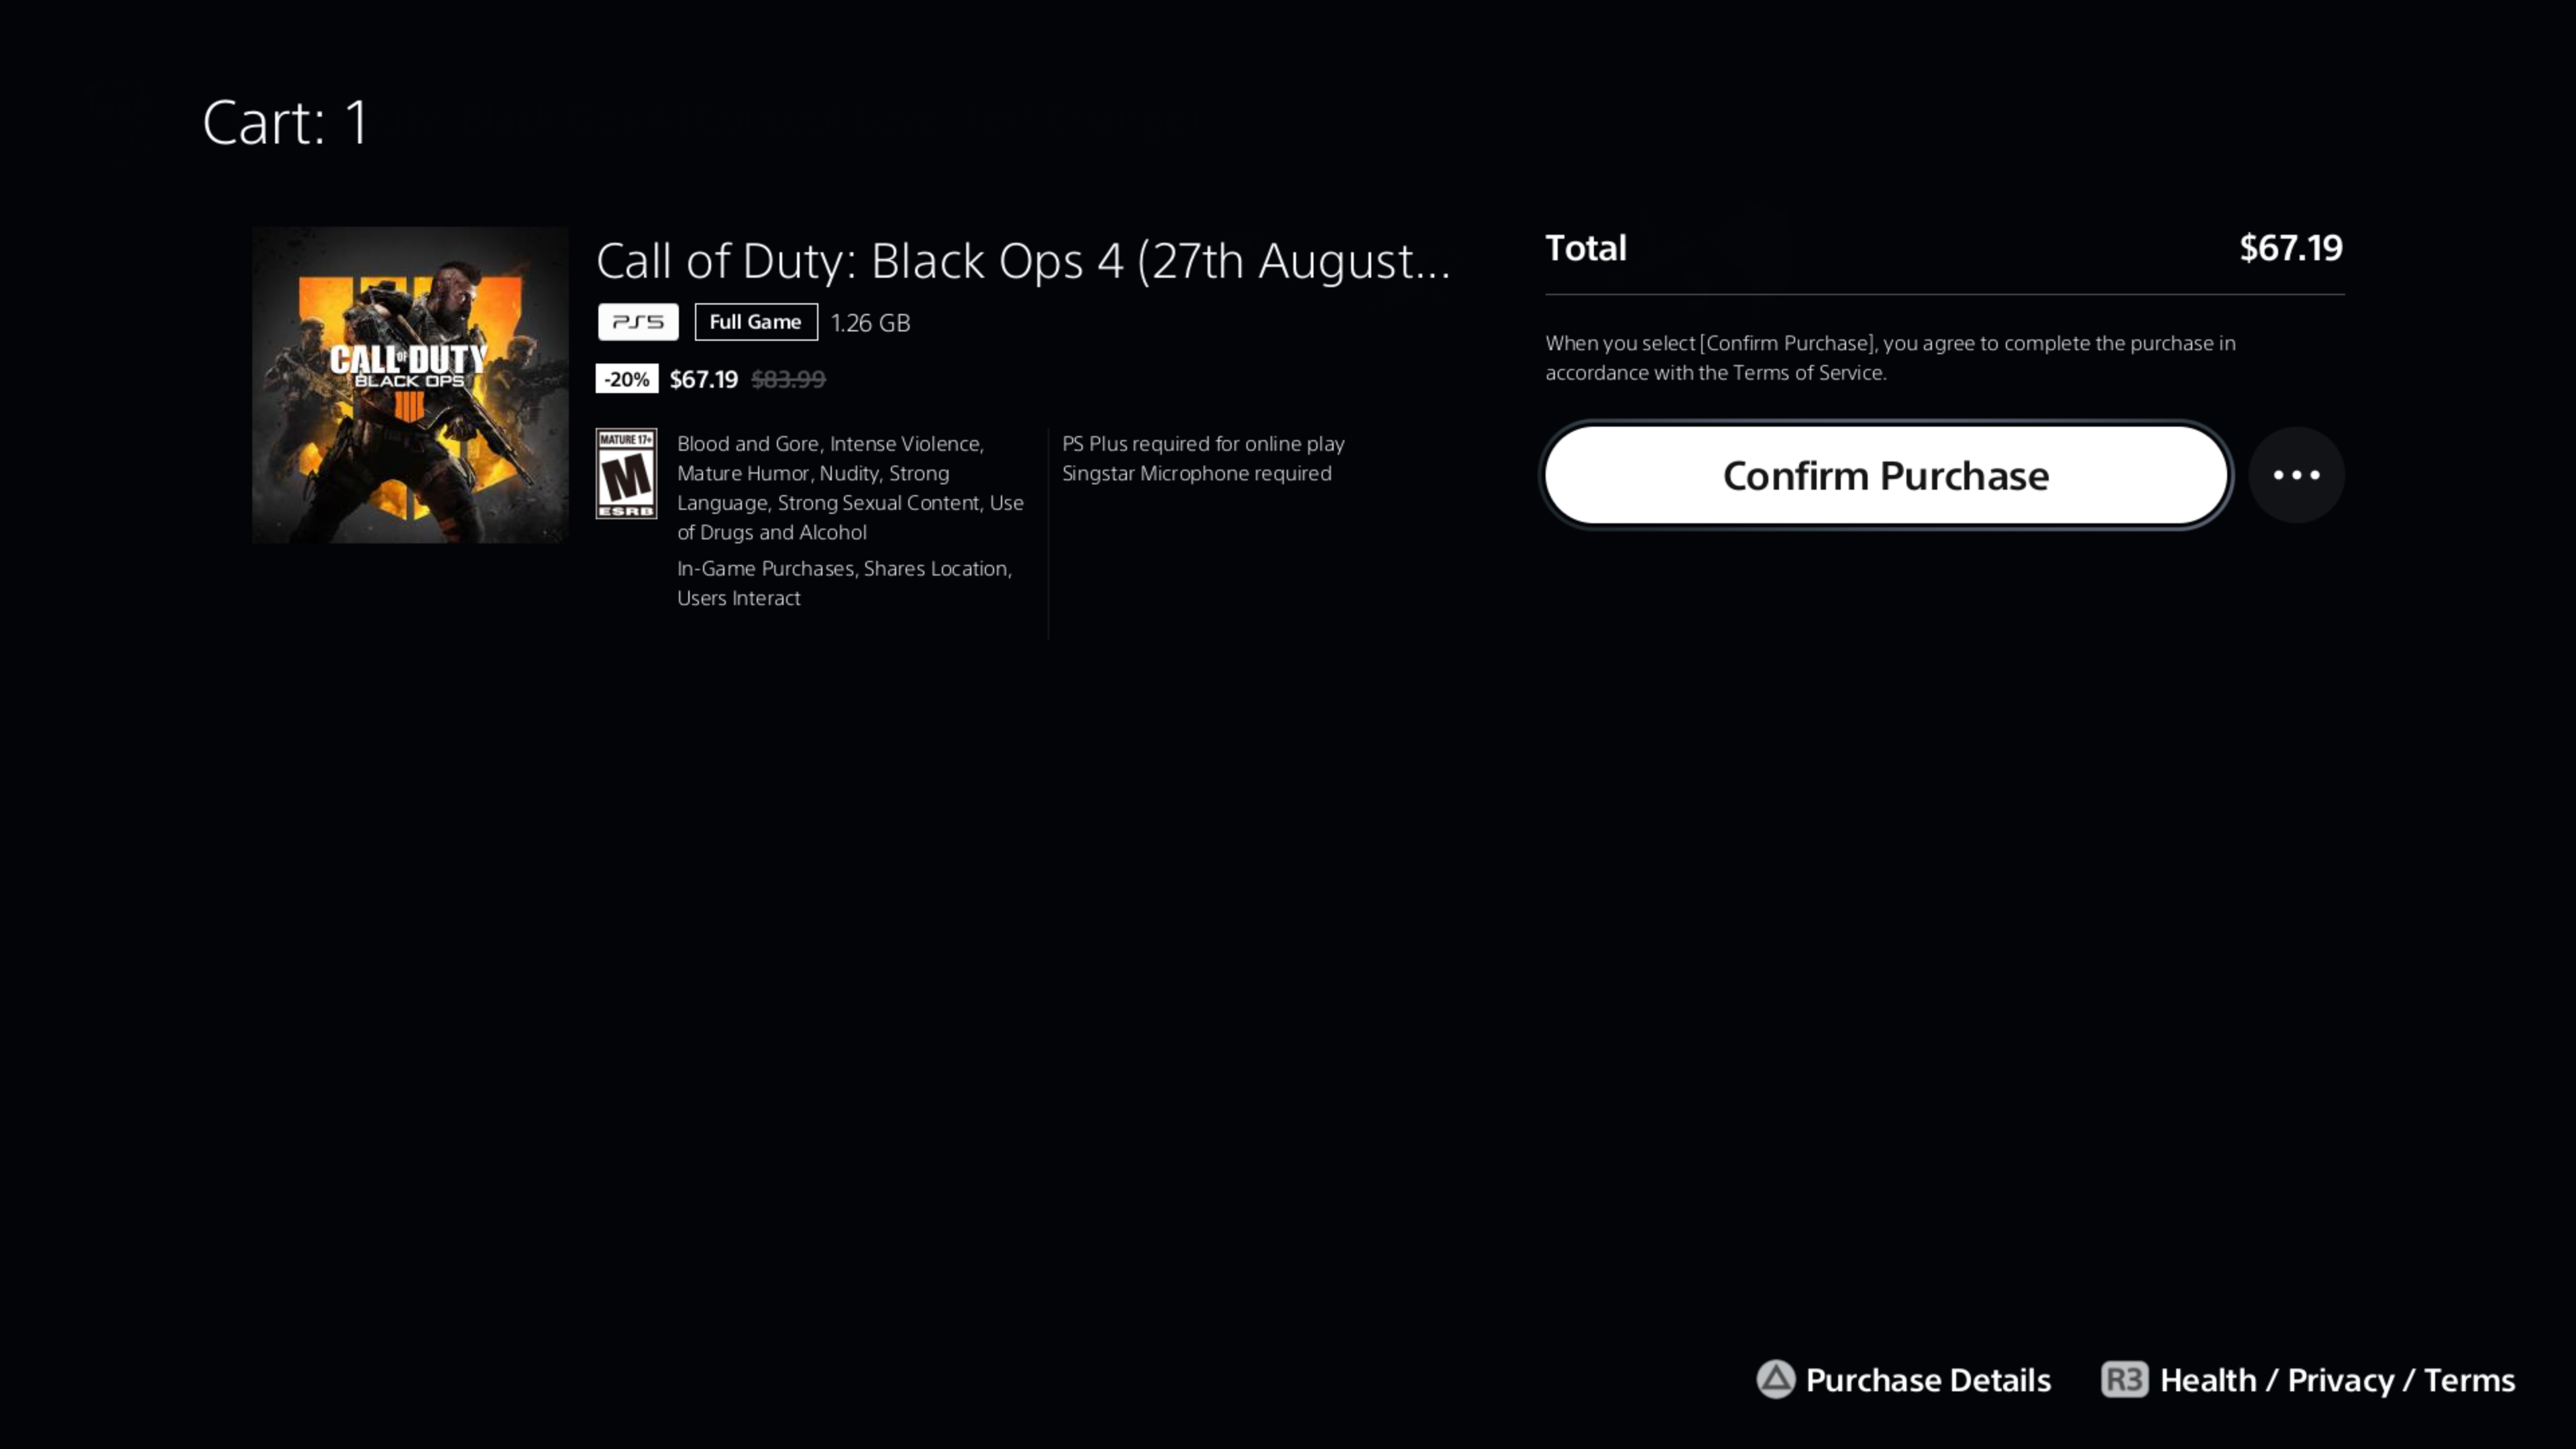 Cart: 1
CALL OF DUTY
BLACK OPS
IIII
Call of Duty: Black Ops 4 (27th August...
PS5 Full Game 1.26 GB
-20% $67.19 $83.99
MATURE 17+
M
ESRB
Blood and Gore, Intense Violence,
Mature Humor, Nudity, Strong
Language, Strong Sexual Content, Use
of Drugs and Alcohol
In-Game Purchases, Shares Location,
Users Interact
PS Plus required for online play
Singstar Microphone required
Total $67.19
When you select [Confirm Purchase], you agree to complete the purchase in
accordance with the Terms of Service.
Confirm Purchase
Purchase Details R3 Health / Privacy / Terms